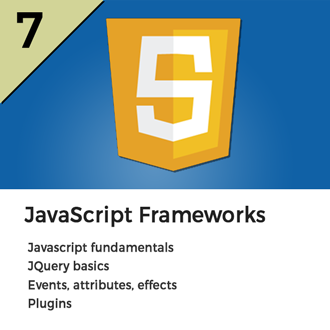 7
5
JavaScript Frameworks
Javascript fundamentals
JQuery basics
Events, attributes, effects
Plugins